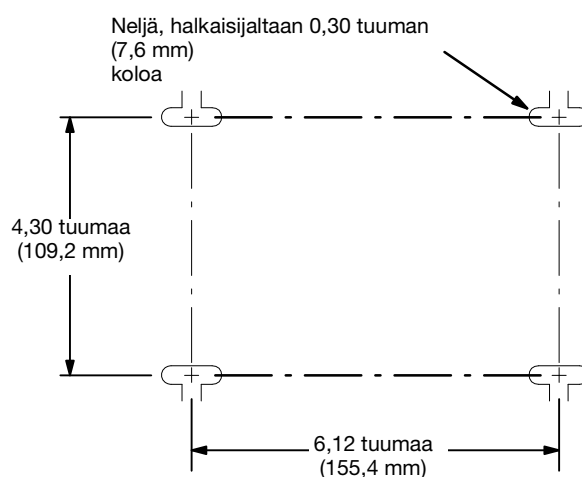 Neljä, halkaisijaltaan 0,30 tuuman
(7,6 mm)
koloa
4,30 tuumaa
(109,2 mm)
6,12 tuumaa
(155,4 mm)